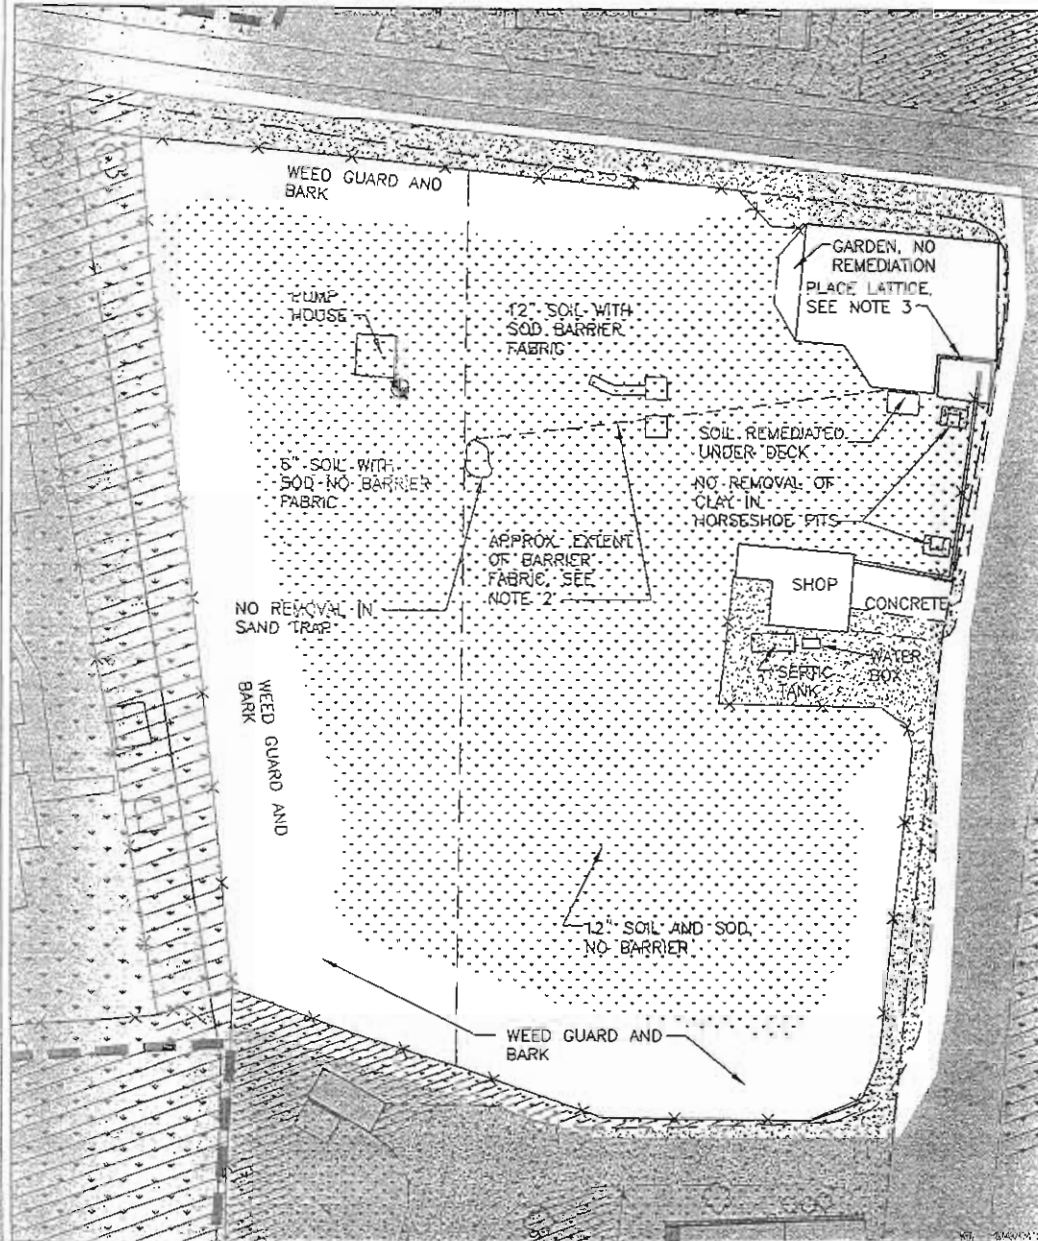 WEED GUARD AND
BARK
GARDEN, NO
REMEDIATION
PLACE LATTICE,
SEE NOTE 3
PUMP
HOUSE
12" SOIL WITH
SOD BARRIER
FABRIC
SOIL REMEDIATED
UNDER DECK
6" SOIL WITH
SOD NO BARRIER
FABRIC
NO REMOVAL OF
CLAY IN
HORSESHOE PITS
APPROX. EXTENT
OF BARRIER
FABRIC, SEE
NOTE 2
SHOP
CONCRETE
NO REMOVAL IN
SAND TRAP
WATER
BOX
SEPTIC
TANK
WEED GUARD AND
BARK
12" SOIL AND SOD,
NO BARRIER
WEED GUARD AND
BARK